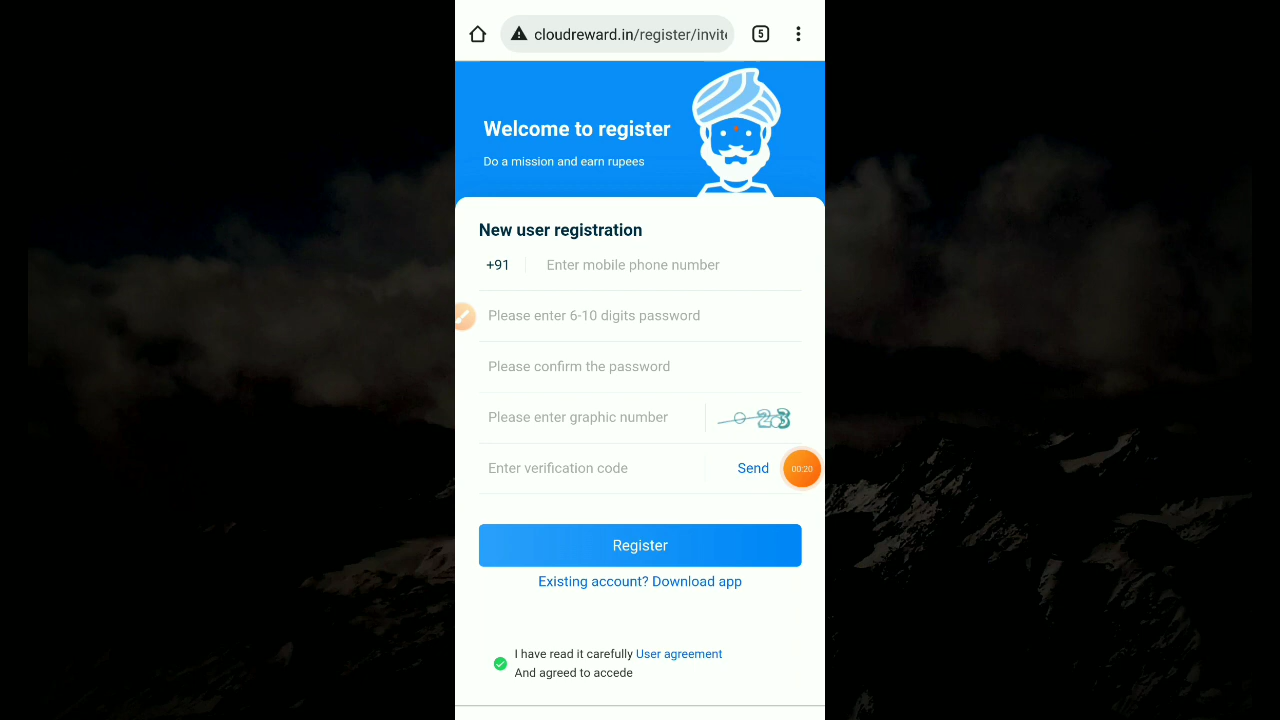 cloudreward.in/register/invite
5
Welcome to register
Do a mission and earn rupees
New user registration
+91 Enter mobile phone number
Please enter 6-10 digits password
Please confirm the password
Please enter graphic number
Enter verification code Send 00:20
Register
Existing account? Download app
I have read it carefully User agreement
And agreed to accede